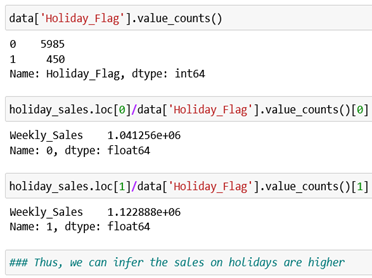 data['Holiday_Flag'].value_counts()
0    5985
1     450
Name: Holiday_Flag, dtype: int64
holiday_sales.loc[0]/data['Holiday_Flag'].value_counts()[0]
Weekly_Sales    1.041256e+06
Name: 0, dtype: float64
holiday_sales.loc[1]/data['Holiday_Flag'].value_counts()[1]
Weekly_Sales    1.122888e+06
Name: 1, dtype: float64
### Thus, we can infer the sales on holidays are higher